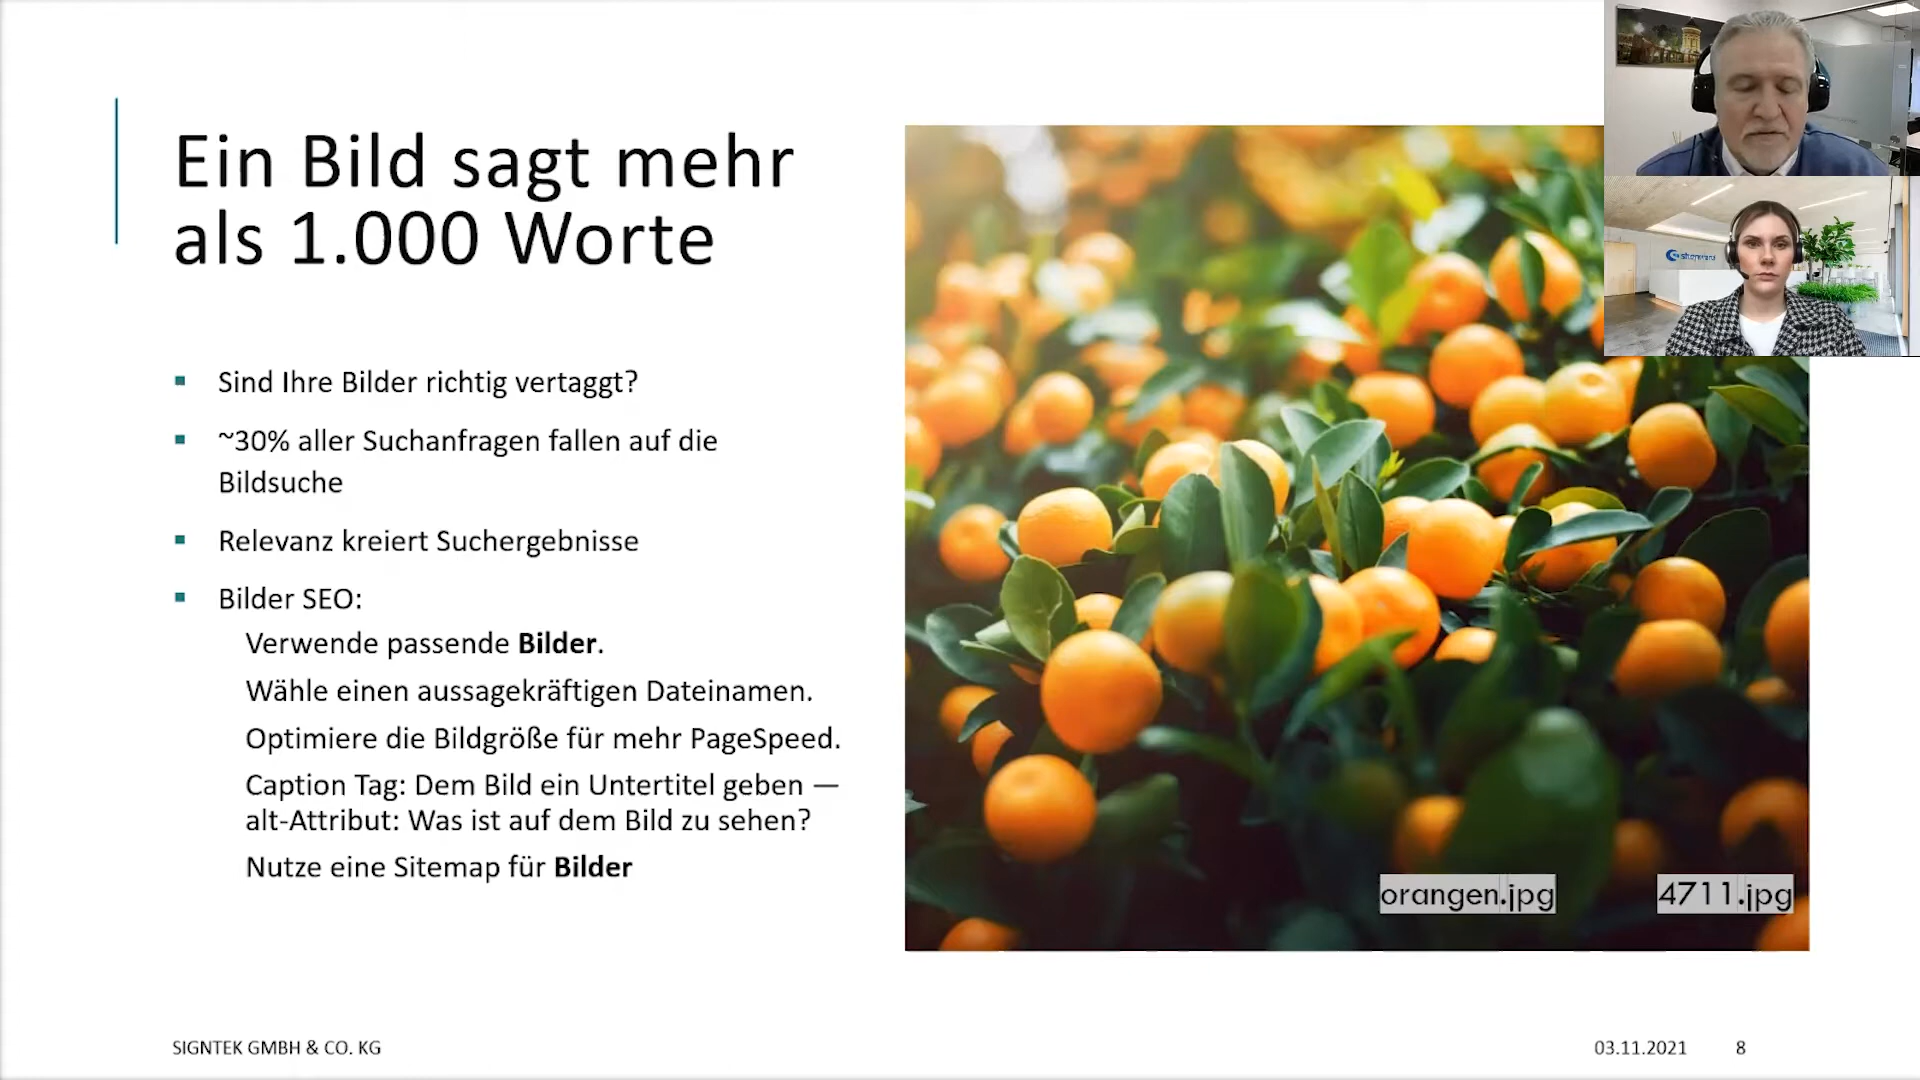 Ein Bild sagt mehr
als 1.000 Worte
Sind Ihre Bilder richtig vertaggt?
~30% aller Suchanfragen fallen auf die
Bildsuche
Relevanz kreiert Suchergebnisse
Bilder SEO:
Verwende passende Bilder.
Wähle einen aussagekräftigen Dateinamen.
Optimiere die Bildgröße für mehr PageSpeed.
Caption Tag: Dem Bild ein Untertitel geben —
alt-Attribut: Was ist auf dem Bild zu sehen?
Nutze eine Sitemap für Bilder
orangen.jpg
4711.jpg
SIGNTEK GMBH & CO. KG
03.11.2021
8